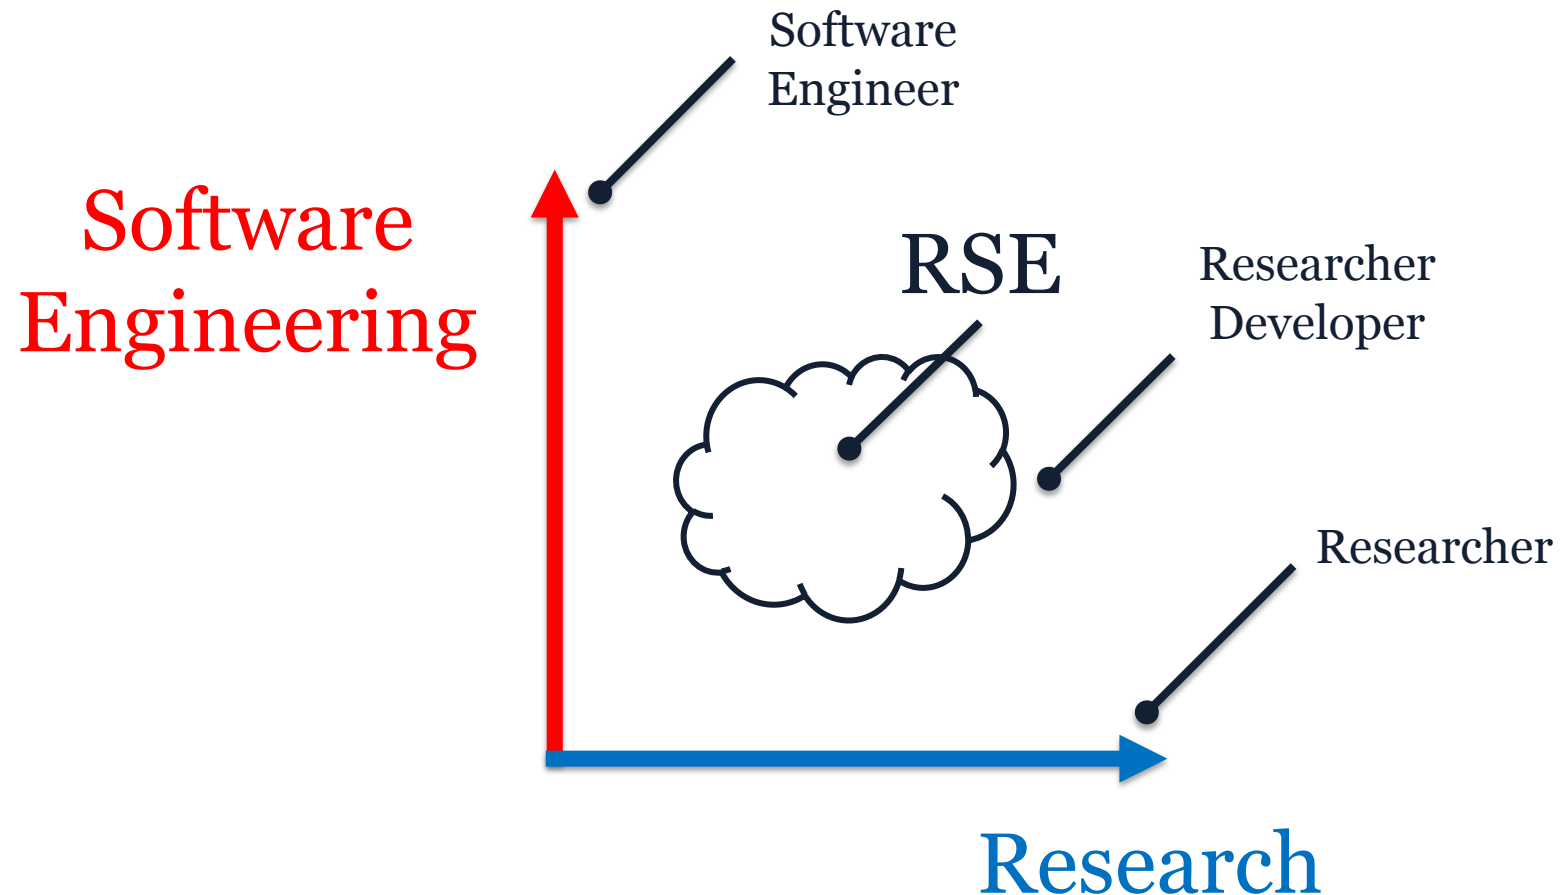 Software
Engineer
Software
Engineering
RSE
Researcher
Developer
Researcher
Research